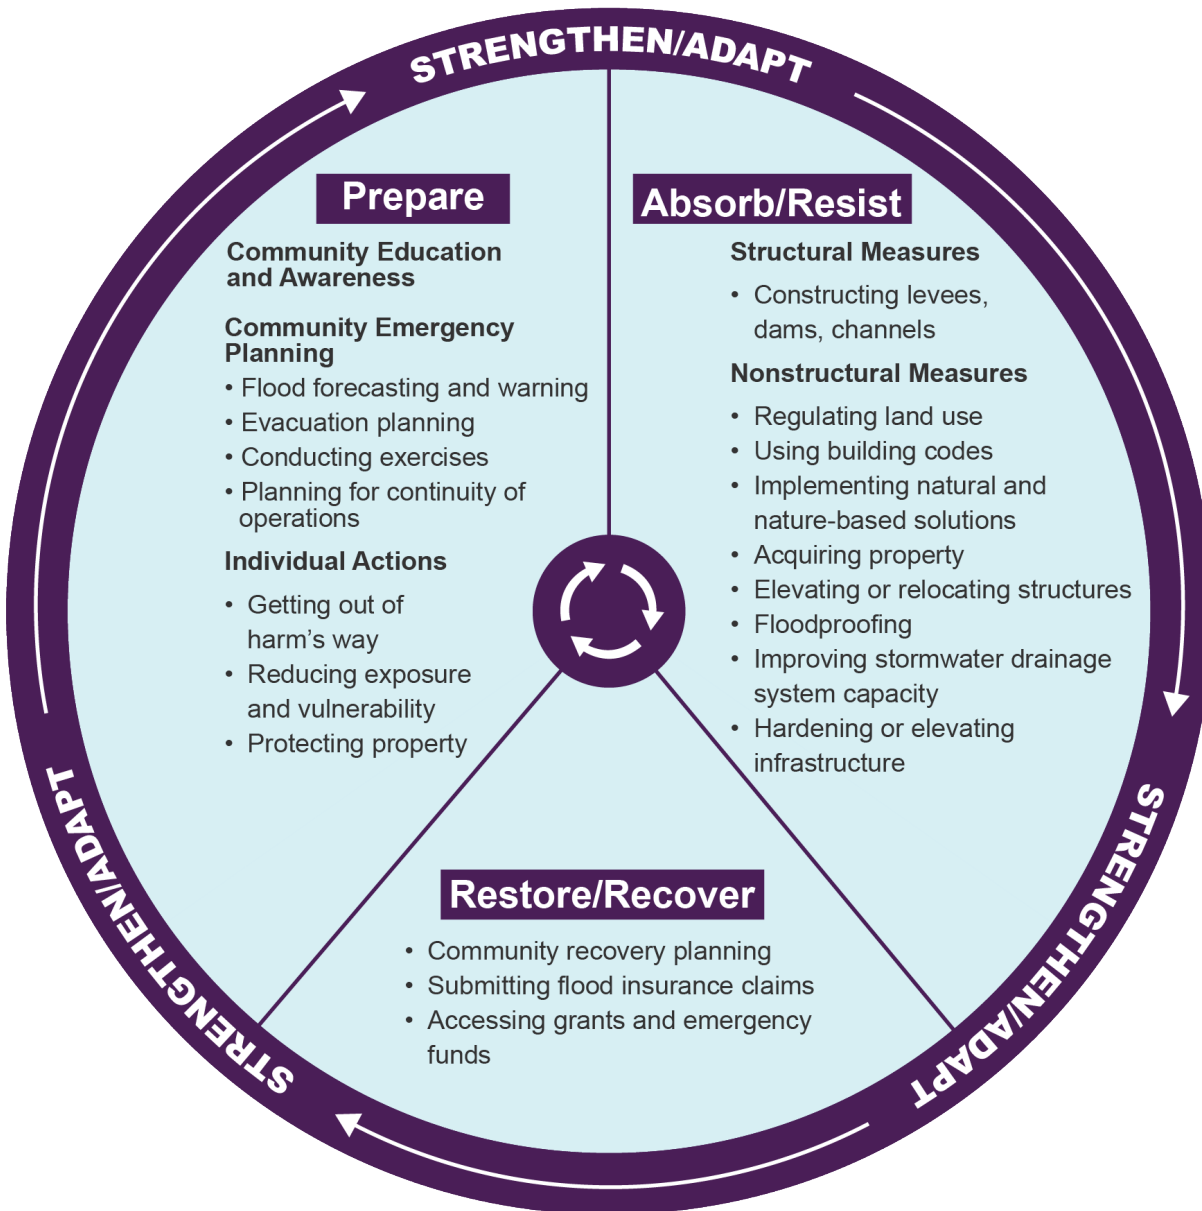 STRENGTHEN/ADAPT
Prepare
Community Education
and Awareness
Community Emergency
Planning
• Flood forecasting and warning
• Evacuation planning
• Conducting exercises
• Planning for continuity of
operations
Individual Actions
• Getting out of
harm’s way
• Reducing exposure
and vulnerability
• Protecting property
Absorb/Resist
Structural Measures
• Constructing levees,
dams, channels
Nonstructural Measures
• Regulating land use
• Using building codes
• Implementing natural and
nature-based solutions
• Acquiring property
• Elevating or relocating structures
• Floodproofing
• Improving stormwater drainage
system capacity
• Hardening or elevating
infrastructure
STRENGTHEN/ADAPT
Restore/Recover
• Community recovery planning
• Submitting flood insurance claims
• Accessing grants and emergency
funds
STRENGTHEN/ADAPT